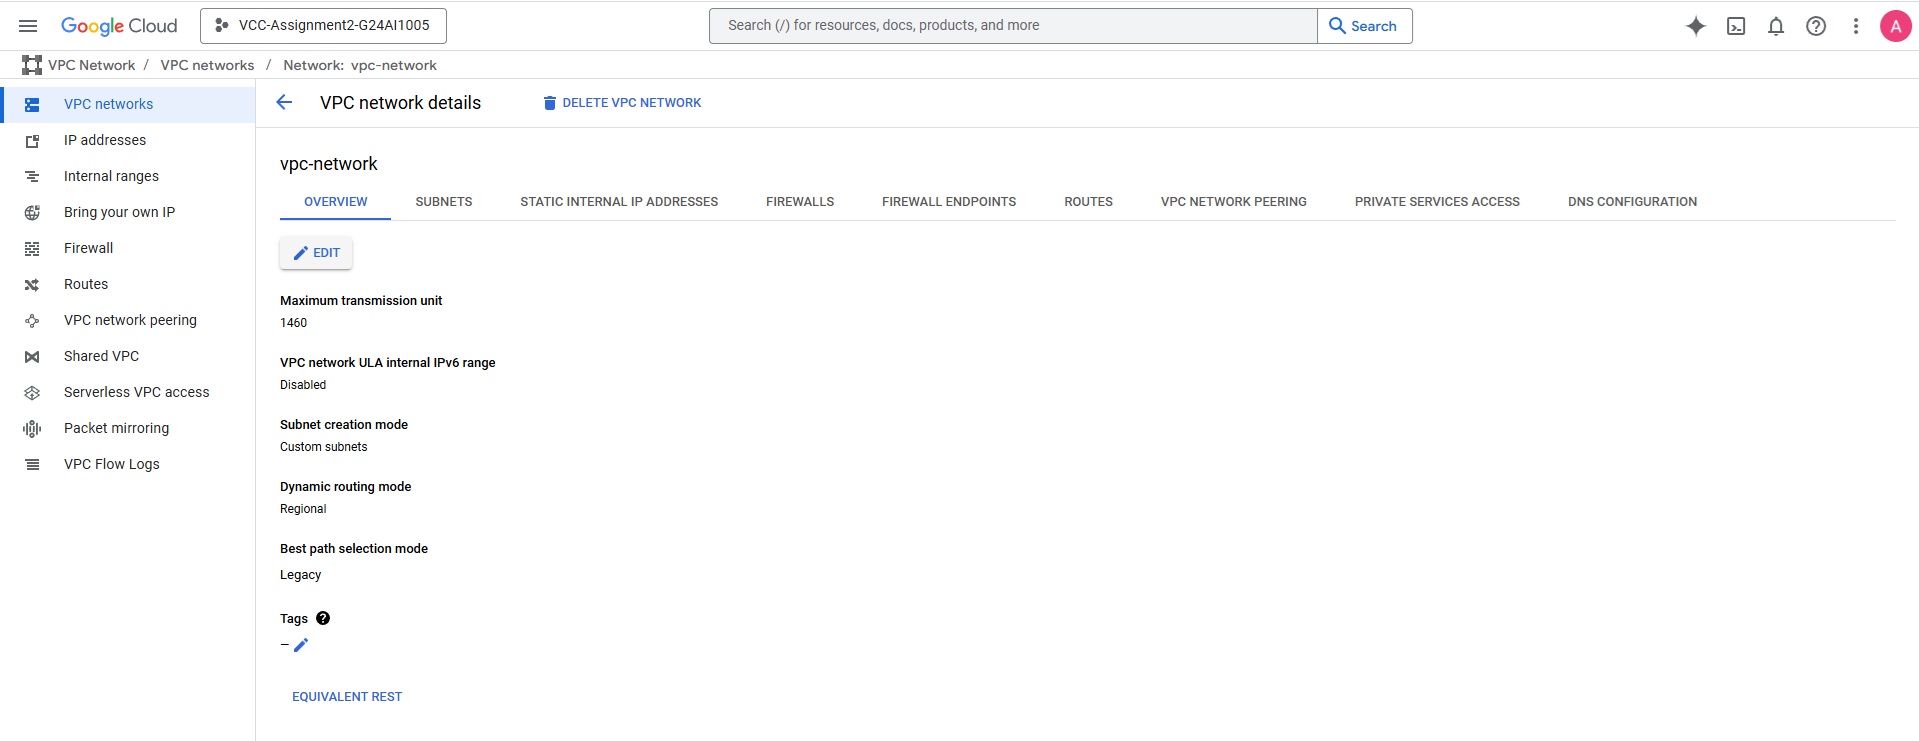 Google Cloud VCC-Assignment2-G24AI1005 Search (/) for resources, docs, products, and more Search A
VPC Network / VPC networks / Network: vpc-network
VPC networks
IP addresses
Internal ranges
Bring your own IP
Firewall
Routes
VPC network peering
Shared VPC
Serverless VPC access
Packet mirroring
VPC Flow Logs
VPC network details DELETE VPC NETWORK
vpc-network
OVERVIEW SUBNETS STATIC INTERNAL IP ADDRESSES FIREWALLS FIREWALL ENDPOINTS ROUTES VPC NETWORK PEERING PRIVATE SERVICES ACCESS DNS CONFIGURATION
EDIT
Maximum transmission unit
1460
VPC network ULA internal IPv6 range
Disabled
Subnet creation mode
Custom subnets
Dynamic routing mode
Regional
Best path selection mode
Legacy
Tags ?
—
EQUIVALENT REST